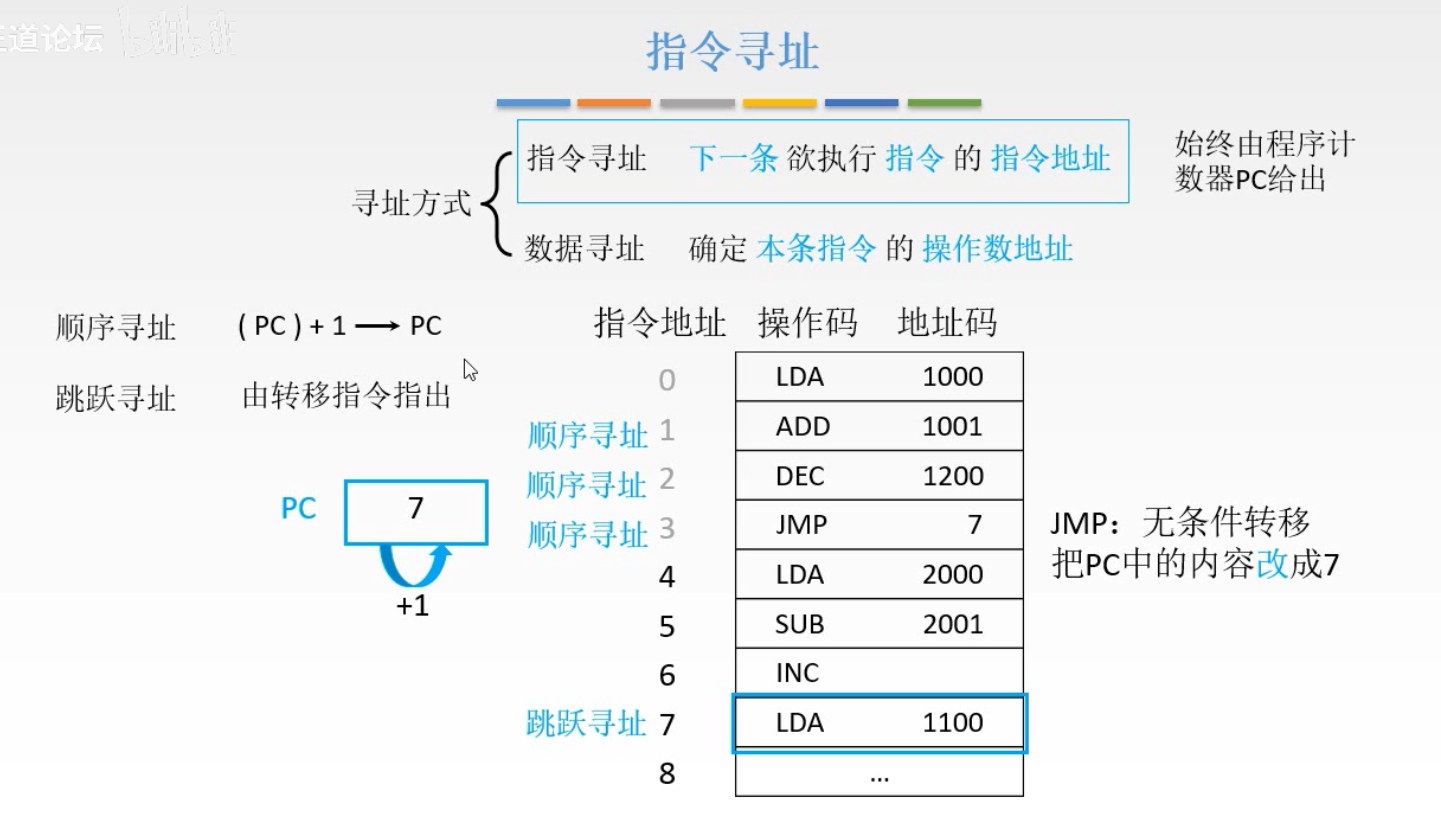 道论坛 bilibili
指令寻址
寻址方式
指令寻址 下一条 欲执行 指令 的 指令地址
始终由程序计
数器PC给出
数据寻址 确定 本条指令 的 操作数地址
顺序寻址 ( PC ) + 1 → PC
跳跃寻址 由转移指令指出
PC 7
+1
指令地址 操作码 地址码
0 LDA 1000
顺序寻址 1 ADD 1001
顺序寻址 2 DEC 1200
顺序寻址 3 JMP 7
4 LDA 2000
5 SUB 2001
6 INC
跳跃寻址 7 LDA 1100
8 ...
JMP：无条件转移
把PC中的内容改成7